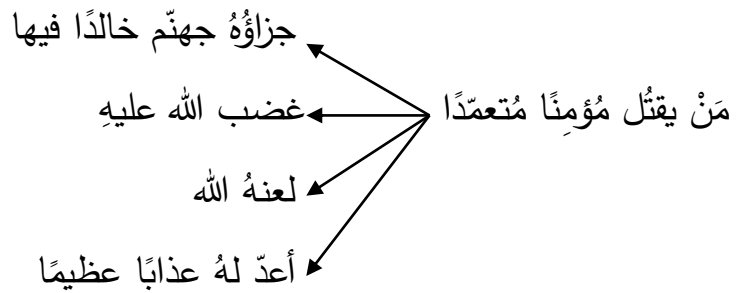 جزاؤُهُ جهنّم خالدًا فيها
مَنْ يقتُل مُؤمِنًا مُتعمّدًا
غضب الله عليهِ
لعنهُ الله
أعدّ لهُ عذابًا عظيمًا